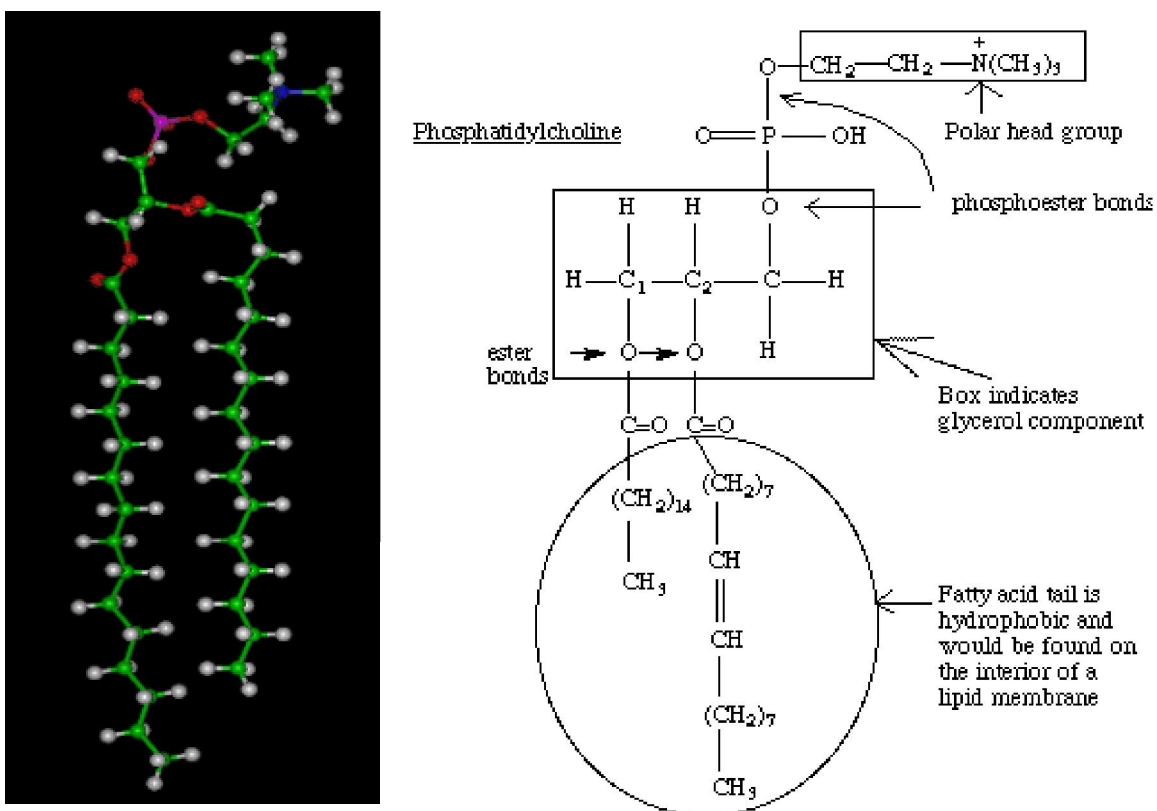 +
O—CH₂—CH₂—N(CH₃)₃
Phosphatidylcholine
O=P—OH
Polar head group
H H O
phosphoester bonds
H—C₁—C₂—C—H
ester
bonds
O O H
Box indicates
glycerol component
C=O C=O
(CH₂)₁₄ (CH₂)₇
CH
CH₃
CH
Fatty acid tail is
hydrophobic and
would be found on
the interior of a
lipid membrane
(CH₂)₇
CH₃